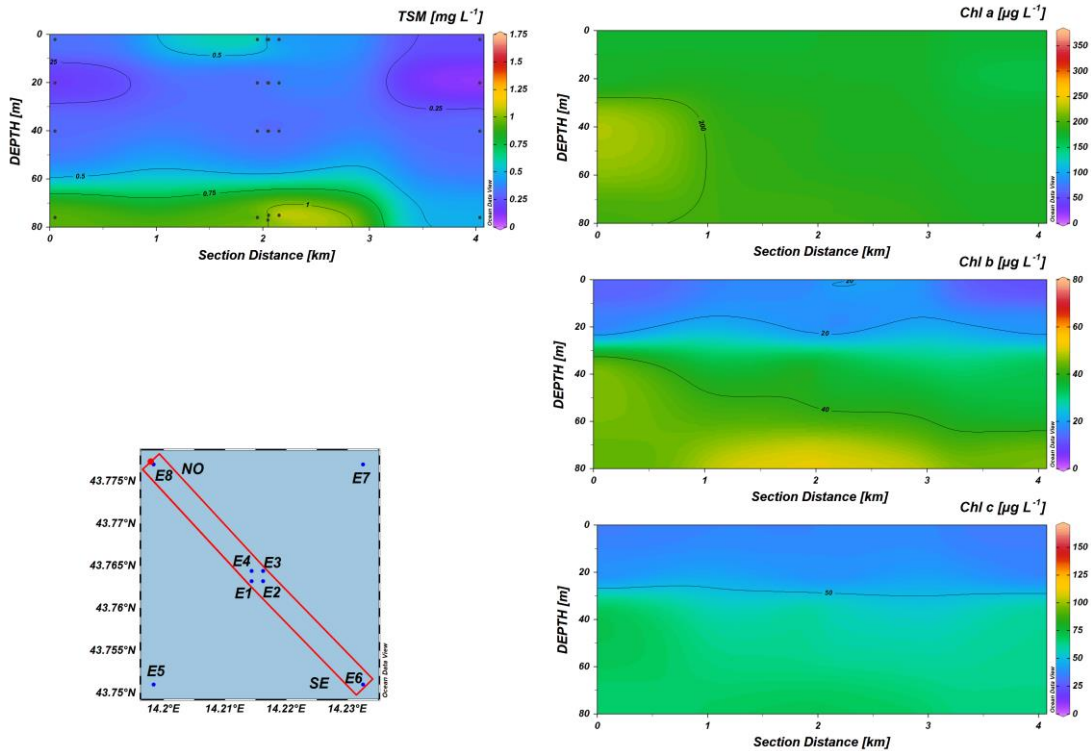 TSM [mg L-1]
0
20
40
60
80
DEPTH [m]
0.5
25
0.25
0.5
0.75
1
0 1 2 3 4
Section Distance [km]
1.75
1.5
1.25
1
0.75
0.5
0.25
0
Ocean Data View
Chl a [µg L-1]
0
20
40
60
80
DEPTH [m]
200
0 1 2 3 4
Section Distance [km]
350
300
250
200
150
100
50
0
Ocean Data View
Chl b [µg L-1]
0
20
40
60
80
DEPTH [m]
20
20
40
0 1 2 3 4
Section Distance [km]
80
60
40
20
0
Ocean Data View
Chl c [µg L-1]
0
20
40
60
80
DEPTH [m]
50
0 1 2 3 4
Section Distance [km]
150
125
100
75
50
25
0
Ocean Data View
43.775°N
43.77°N
43.765°N
43.76°N
43.755°N
43.75°N
E8 NO E7
E4 E3
E1 E2
E5 SE E6
14.2°E 14.21°E 14.22°E 14.23°E
Ocean Data View